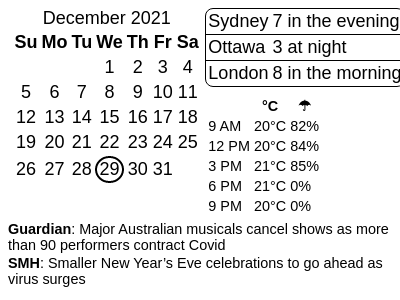 December 2021
Su Mo Tu We Th Fr Sa
1 2 3 4
5 6 7 8 9 10 11
12 13 14 15 16 17 18
19 20 21 22 23 24 25
26 27 28 29 30 31
Sydney 7 in the evening
Ottawa 3 at night
London 8 in the morning
°C ☂
9 AM 20°C 82%
12 PM 20°C 84%
3 PM 21°C 85%
6 PM 21°C 0%
9 PM 20°C 0%
Guardian: Major Australian musicals cancel shows as more
than 90 performers contract Covid
SMH: Smaller New Year’s Eve celebrations to go ahead as
virus surges